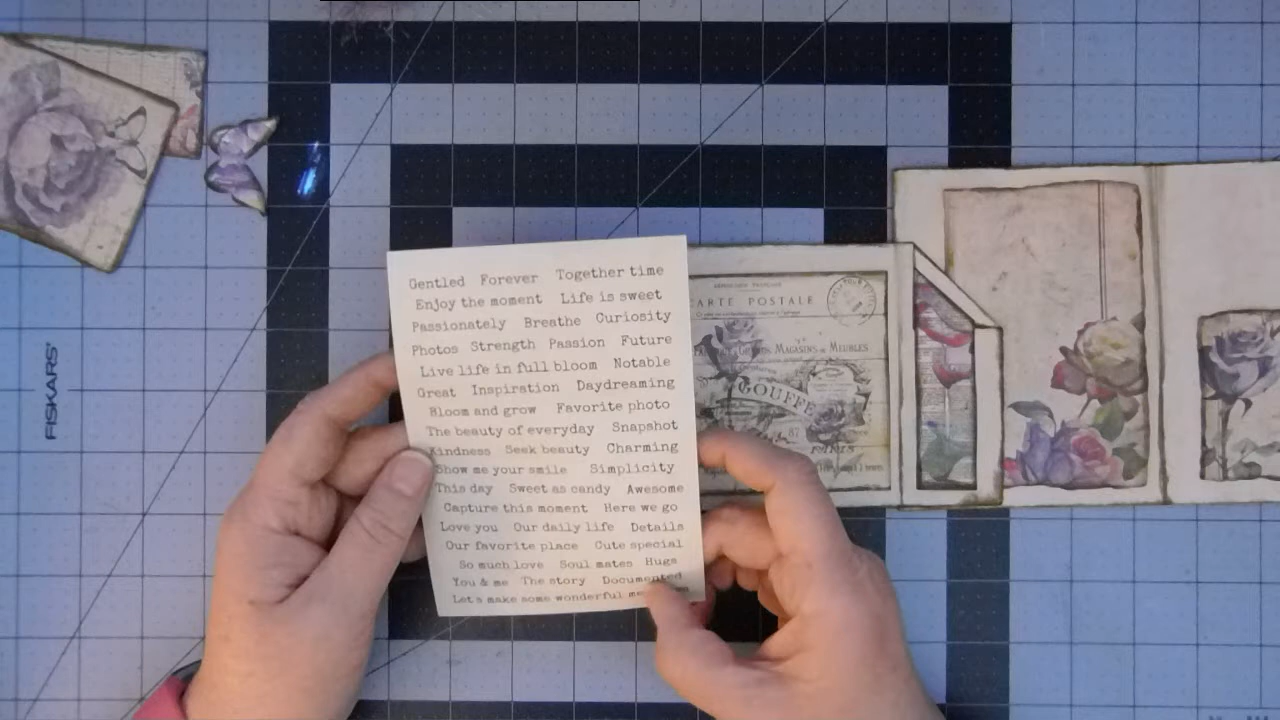 FISKARS
Gentled Forever Together time
Enjoy the moment Life is sweet
Passionately Breathe Curiosity
Photos Strength Passion Future
Live life in full bloom Notable
Great Inspiration Daydreaming
Bloom and grow Favorite photo
The beauty of everyday Snapshot
Kindness Seek beauty Charming
Show me your smile Simplicity
This day Sweet as candy Awesome
Capture this moment Here we go
Love you Our daily life Details
Our favorite place Cute special
So much love Soul mates Hugs
You & me The story Documented
Let's make some wonderful
CARTE POSTALE
MAGASINS DE MEUBLES
GOUFFÉ
87
PARIS